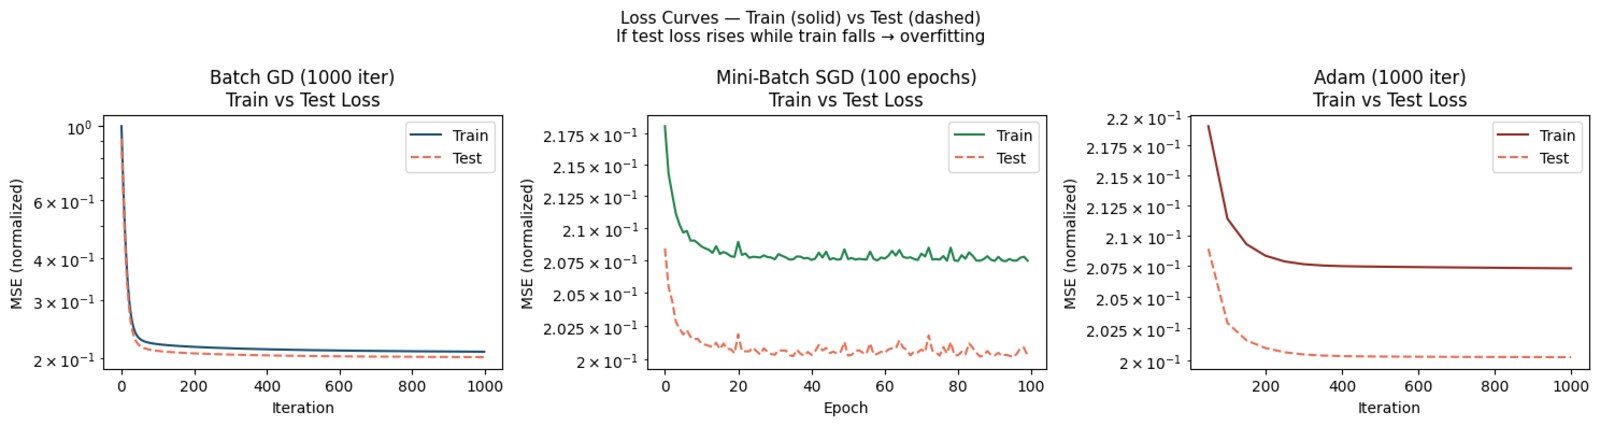 Loss Curves — Train (solid) vs Test (dashed)
If test loss rises while train falls → overfitting
Batch GD (1000 iter)
Train vs Test Loss
MSE (normalized)
10⁰
6 × 10⁻¹
4 × 10⁻¹
3 × 10⁻¹
2 × 10⁻¹
Train
Test
0 200 400 600 800 1000
Iteration
Mini-Batch SGD (100 epochs)
Train vs Test Loss
MSE (normalized)
2.175 × 10⁻¹
2.15 × 10⁻¹
2.125 × 10⁻¹
2.1 × 10⁻¹
2.075 × 10⁻¹
2.05 × 10⁻¹
2.025 × 10⁻¹
2 × 10⁻¹
Train
Test
0 20 40 60 80 100
Epoch
Adam (1000 iter)
Train vs Test Loss
MSE (normalized)
2.2 × 10⁻¹
2.175 × 10⁻¹
2.15 × 10⁻¹
2.125 × 10⁻¹
2.1 × 10⁻¹
2.075 × 10⁻¹
2.05 × 10⁻¹
2.025 × 10⁻¹
2 × 10⁻¹
Train
Test
200 400 600 800 1000
Iteration